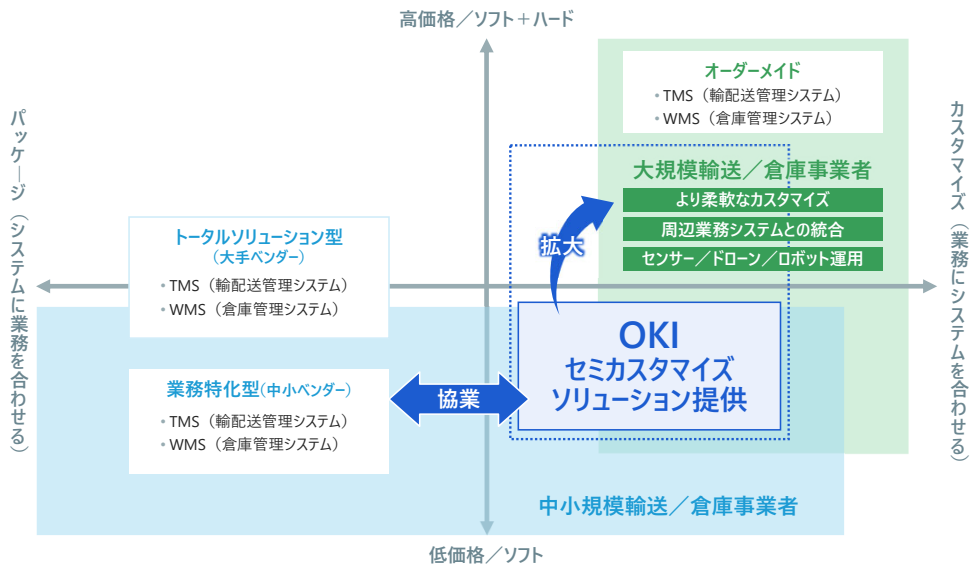 高価格／ソフト＋ハード
パッケージ（システムに業務を合わせる）
カスタマイズ（業務にシステムを合わせる）
オーダーメイド
・TMS（輸配送管理システム）
・WMS（倉庫管理システム）
大規模輸送／倉庫事業者
より柔軟なカスタマイズ
周辺業務システムとの統合
センサー／ドローン／ロボット運用
拡大
トータルソリューション型
（大手ベンダー）
・TMS（輸配送管理システム）
・WMS（倉庫管理システム）
業務特化型（中小ベンダー）
・TMS（輸配送管理システム）
・WMS（倉庫管理システム）
協業
OKI
セミカスタマイズ
ソリューション提供
中小規模輸送／倉庫事業者
低価格／ソフト